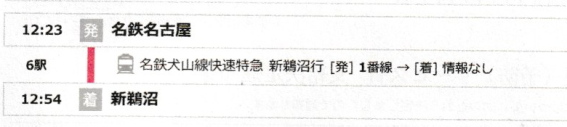 12:23 発 名鉄名古屋
6駅 名鉄犬山線快速特急 新鵜沼行 [発] 1番線 → [着] 情報なし
12:54 着 新鵜沼